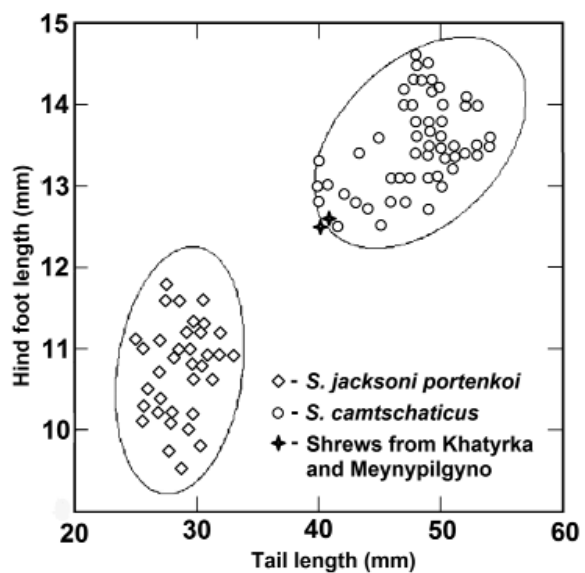 Hind foot length (mm)
15
14
13
12
11
10
20
30
40
50
60
Tail length (mm)
- S. jacksoni portenkoi
- S. camtschaticus
- Shrews from Khatyrka
and Meynypilgyno